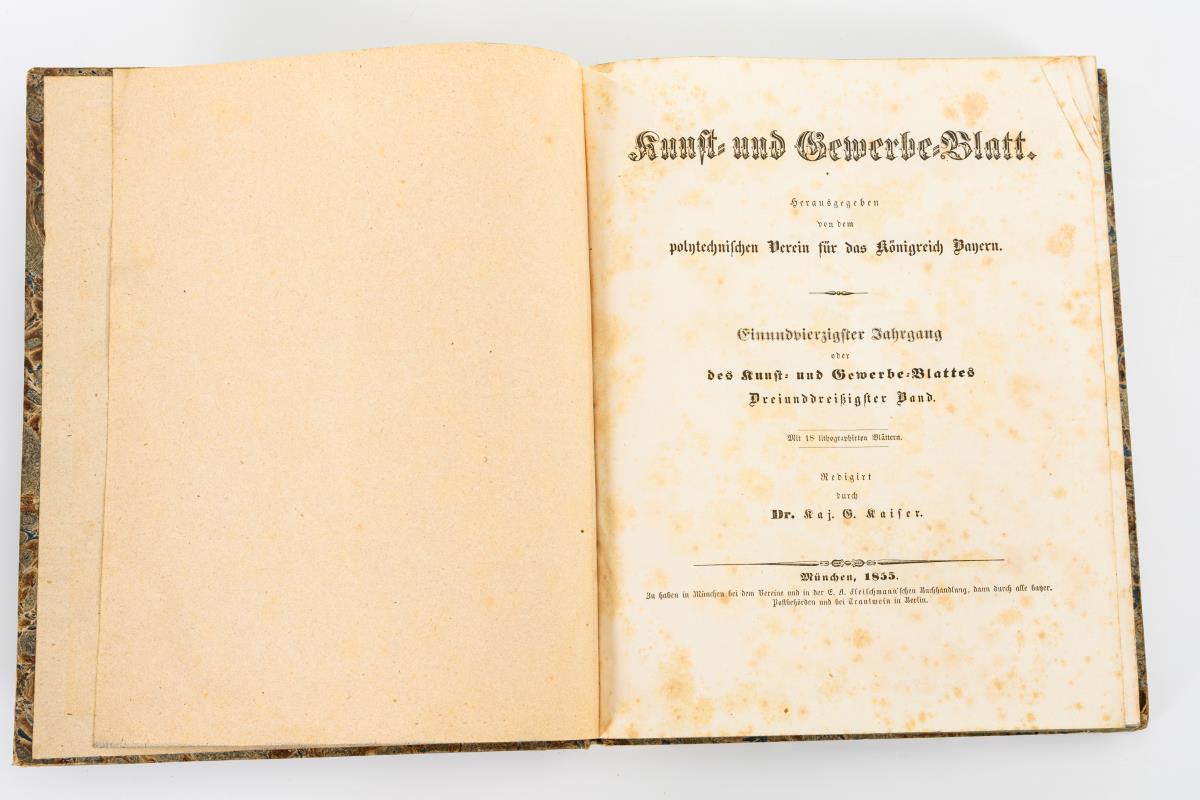 Kunst- und Gewerbe-Blatt.
Herausgegeben
von dem
polytechnischen Verein für das Königreich Bayern.
Einundvierzigster Jahrgang
oder
des Kunst- und Gewerbe-Blattes
Dreiunddreißigster Band.
Mit 18 lithographirten Blättern.
Redigirt
durch
Dr. Kaj. G. Kaiser.
München, 1855.
Zu haben in München bei dem Vereine und in der E. A. Fleischmann'schen Buchhandlung, dann durch alle bayer.
Postbehörden und bei Trautwein in Berlin.